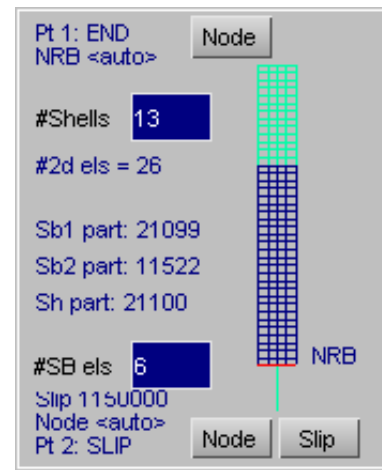 Pt 1: END
Node
NRB <auto>
#Shells 13
#2d els = 26
Sb1 part: 21099
Sb2 part: 11522
Sh part: 21100
NRB
#SB els 6
Slip 1150000
Node <auto>
Pt 2: SLIP
Node Slip